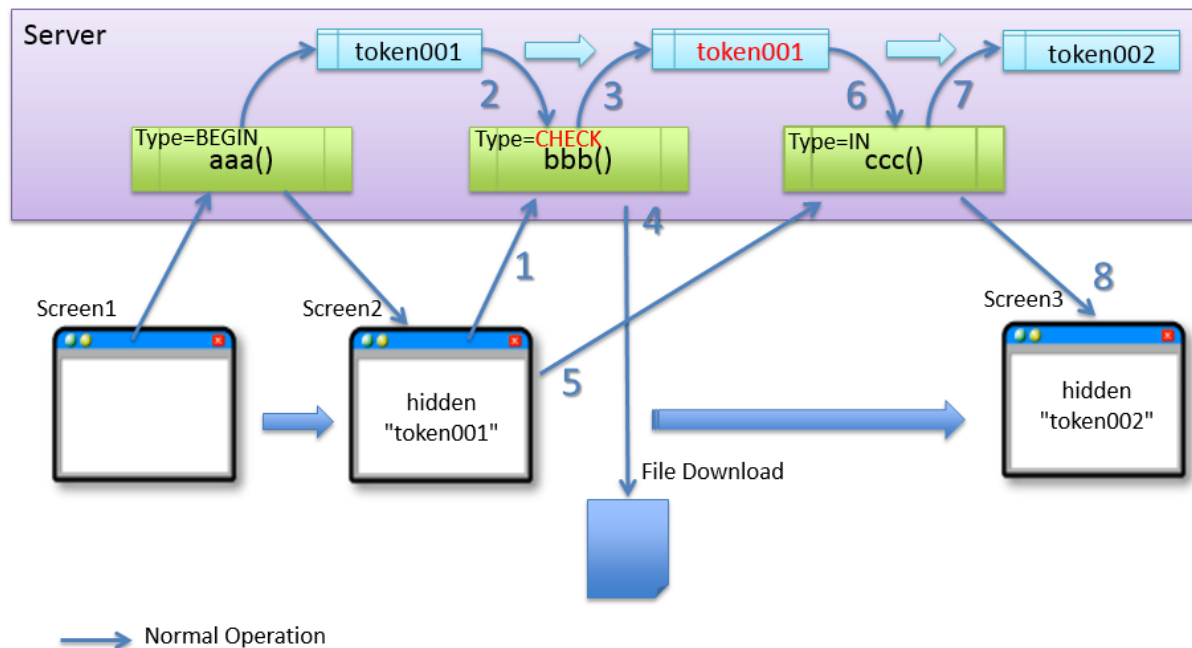 Server
token001
token001
token002
2
3
6
7
Type=BEGIN
aaa()
Type=CHECK
bbb()
Type=IN
ccc()
4
1
8
Screen1
Screen2
Screen3
5
hidden
"token001"
hidden
"token002"
File Download
Normal Operation